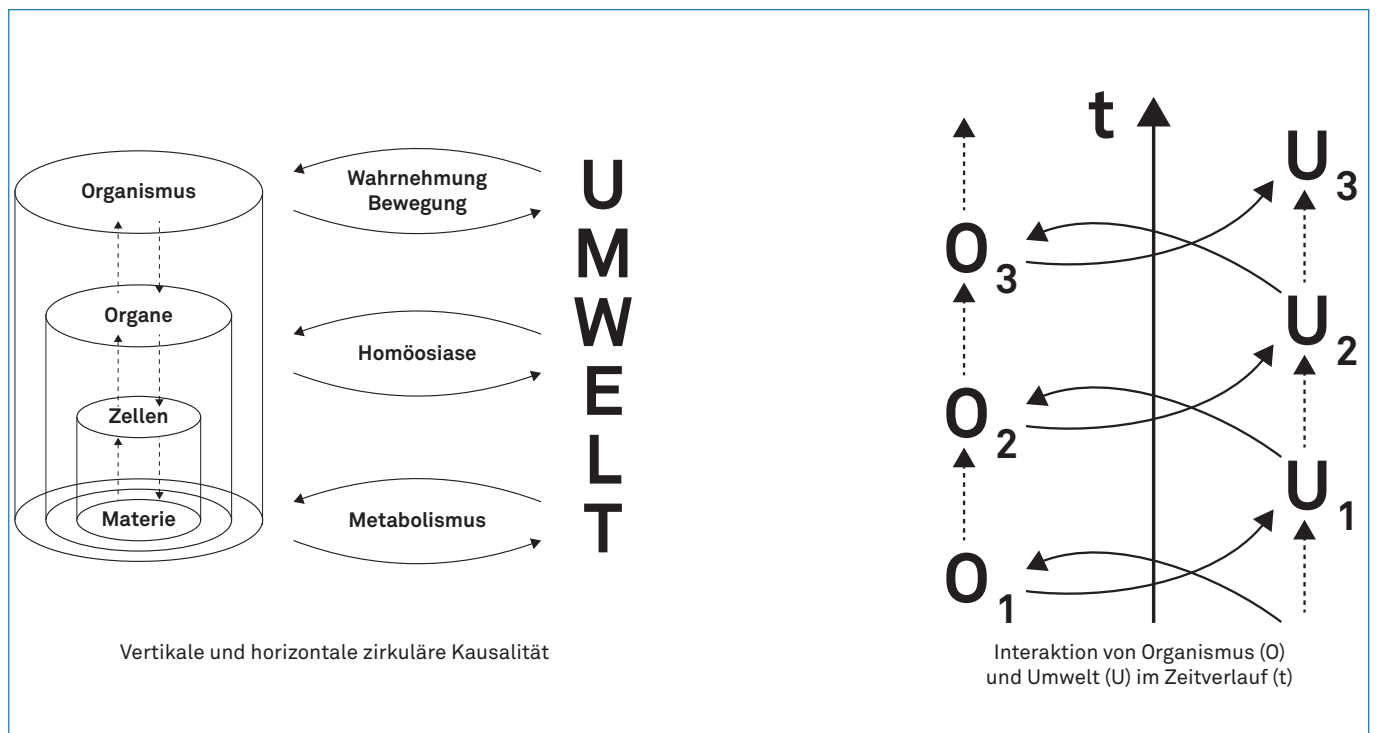 Organismus
Organe
Zellen
Materie
Wahrnehmung
Bewegung
Homöosiase
Metabolismus
U
M
W
E
L
T
Vertikale und horizontale zirkuläre Kausalität
t
O3
O2
O1
U3
U2
U1
Interaktion von Organismus (O)
und Umwelt (U) im Zeitverlauf (t)